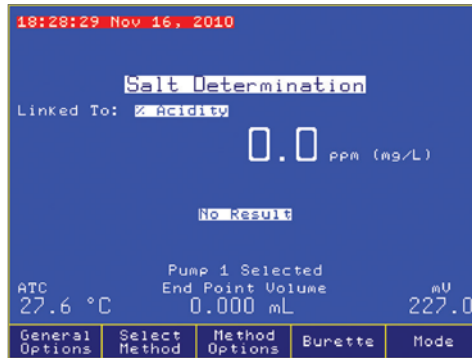 18:28:29 Nov 16, 2010
Salt Determination
Linked To: % Acidity
0.0 ppm (mg/L)
No Result
Pump 1 Selected
ATC End Point Volume mV
27.6 °C 0.000 mL 227.0
General Options Select Method Method Options Burette Mode